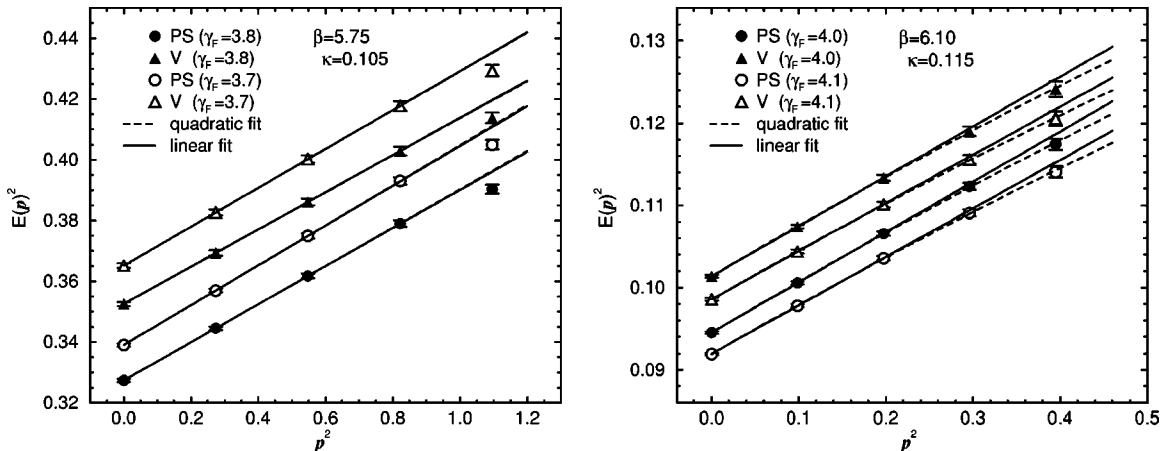 0.44
0.42
0.40
0.38
0.36
0.34
0.32
E(p)²
PS (γF=3.8)
V (γF=3.8)
PS (γF=3.7)
V (γF=3.7)
quadratic fit
linear fit
β=5.75
κ=0.105
0.0 0.2 0.4 0.6 0.8 1.0 1.2
p²
0.13
0.12
0.11
0.10
0.09
E(p)²
PS (γF=4.0)
V (γF=4.0)
PS (γF=4.1)
V (γF=4.1)
quadratic fit
linear fit
β=6.10
κ=0.115
0.0 0.1 0.2 0.3 0.4 0.5
p²